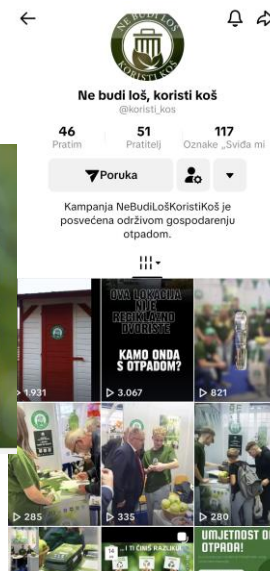 NE BUDI LOŠ
KORISTI KOŠ
Ne budi loš, koristi koš
@koristi_kos
46
51
117
Pratim
Pratitelj
Oznake „Sviđa mi
Poruka
Kampanja NeBudiLošKoristiKoš je
posvećena održivom gospodarenju
otpadom.
OVA LOKACIJA
NIJE
RECIKLAŽNO
DVORIŠTE
KAMO ONDA
S OTPADOM?
1.931
3.067
821
285
335
280
...I TI ČINIŠ RAZLIKU!
UMJETNOST OD
OTPADA!